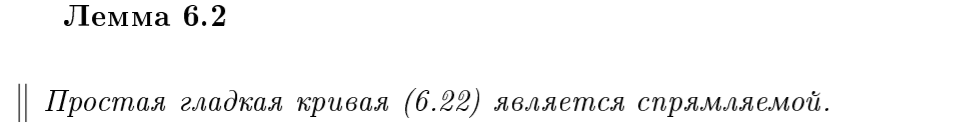 Лемма 6.2
|| Простая гладкая кривая (6.22) является спрямляемой.